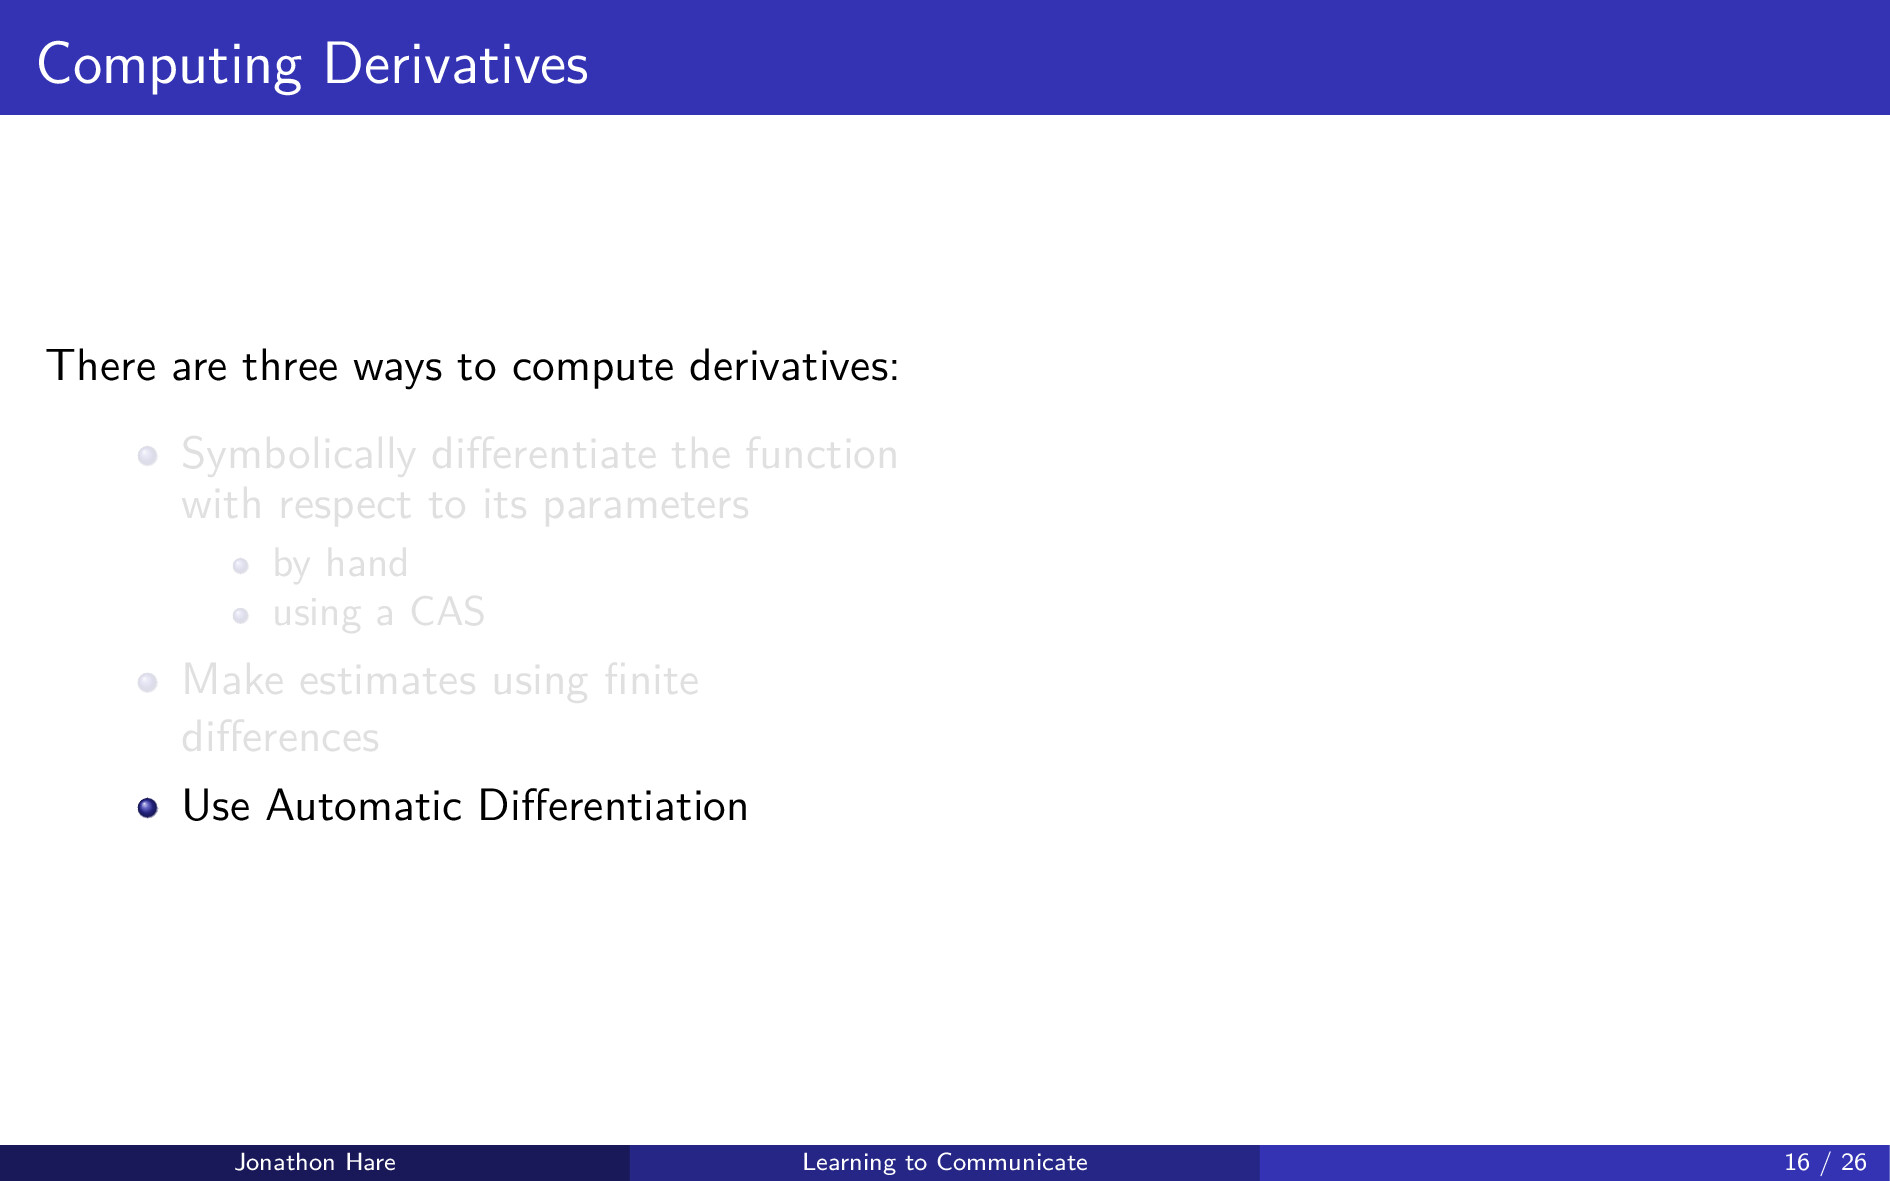 Computing Derivatives
There are three ways to compute derivatives:
Symbolically differentiate the function
with respect to its parameters
by hand
using a CAS
Make estimates using finite
differences
Use Automatic Differentiation
Jonathon Hare
Learning to Communicate
16 / 26